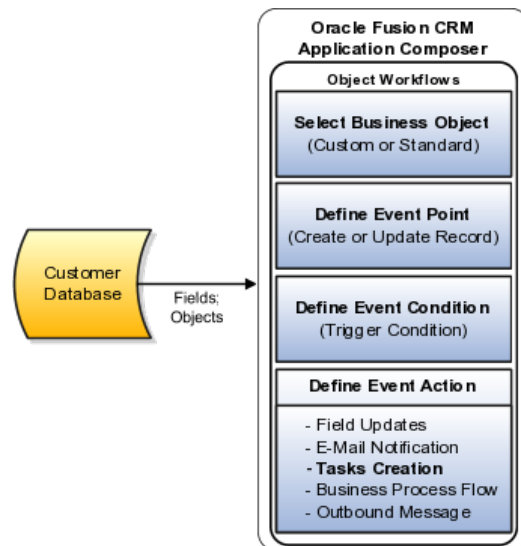 Oracle Fusion CRM
Application Composer
Object Workflows
Select Business Object
(Custom or Standard)
Define Event Point
(Create or Update Record)
Customer
Database
Fields;
Objects
Define Event Condition
(Trigger Condition)
Define Event Action
- Field Updates
- E-Mail Notification
- Tasks Creation
- Business Process Flow
- Outbound Message